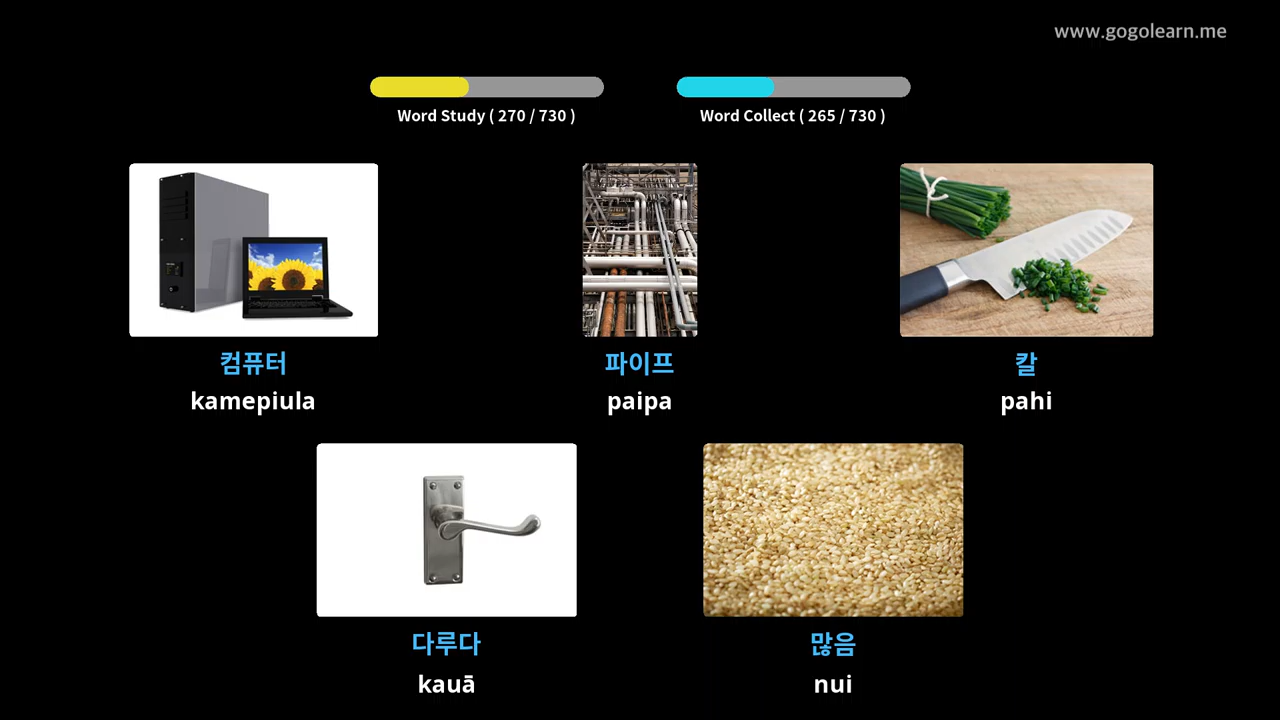 www.gogolearn.me
Word Study ( 270 / 730 )
Word Collect ( 265 / 730 )
컴퓨터
kamepiula
파이프
paipa
칼
pahi
다루다
kauā
많음
nui